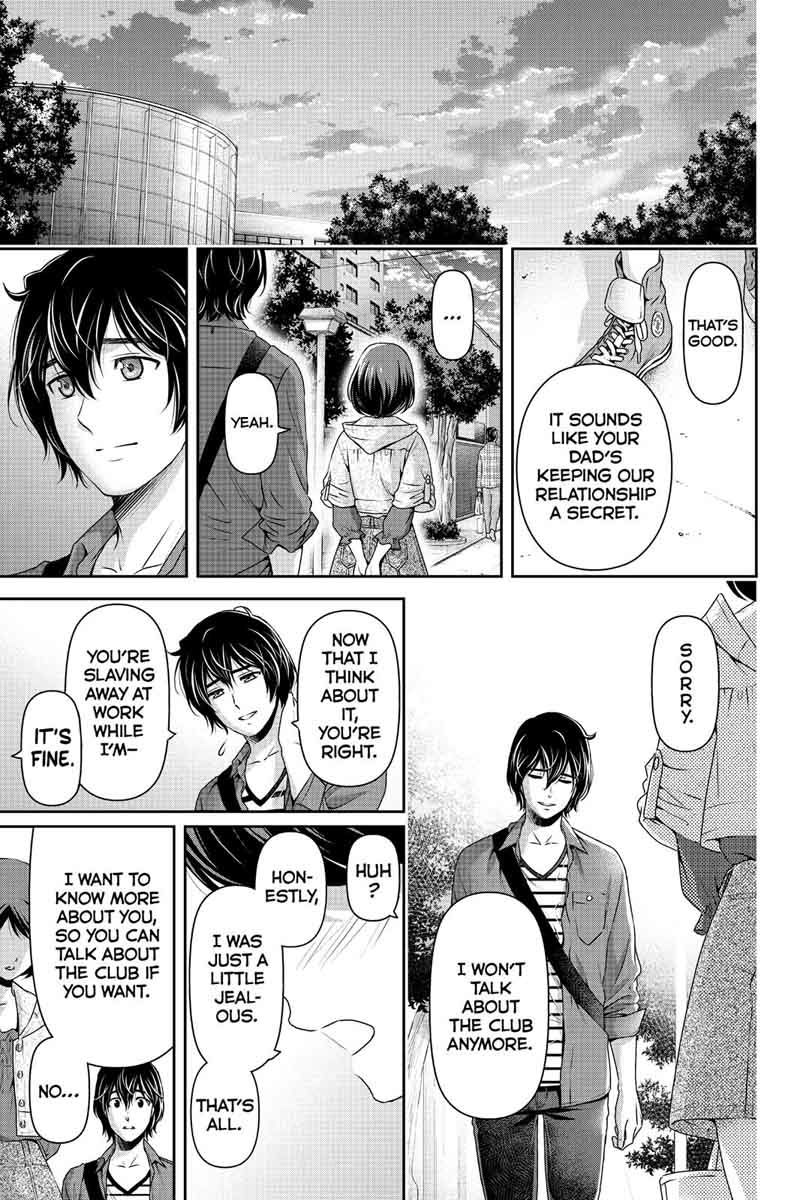 THAT'S
GOOD.
IT SOUNDS
LIKE YOUR
DAD'S
KEEPING OUR
RELATIONSHIP
A SECRET.
...
YEAH.
SORRY.
I WON'T
TALK
ABOUT
THE CLUB
ANYMORE.
NOW
THAT I
THINK
ABOUT
IT,
YOU'RE
RIGHT.
YOU'RE
SLAVING
AWAY AT
WORK
WHILE
I'M–
IT'S
FINE.
HUH
?
HON-
ESTLY,
I WAS
JUST A
LITTLE
JEAL-
OUS.
THAT'S
ALL.
I WANT TO
KNOW MORE
ABOUT YOU,
SO YOU CAN
TALK ABOUT
THE CLUB IF
YOU WANT.
NO...